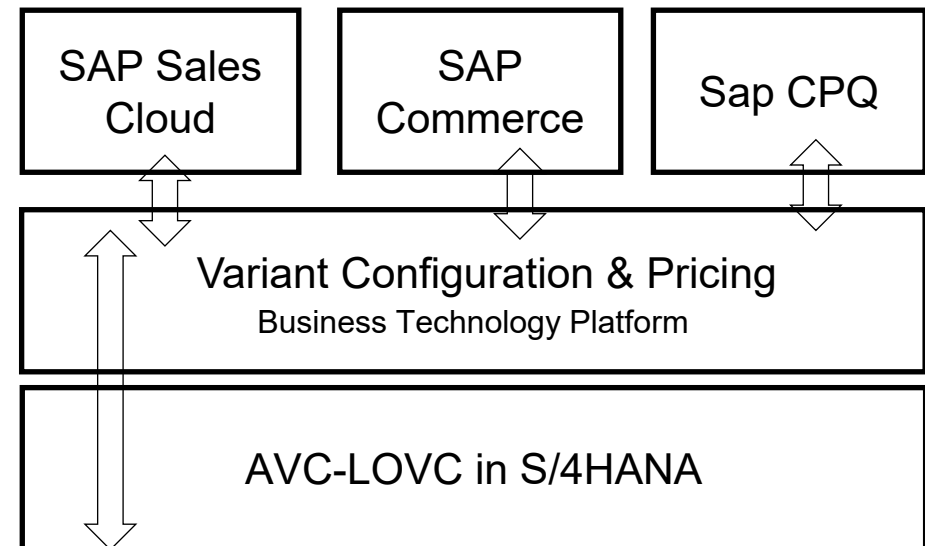 SAP Sales
Cloud
SAP
Commerce
Sap CPQ
Variant Configuration & Pricing
Business Technology Platform
AVC-LOVC in S/4HANA